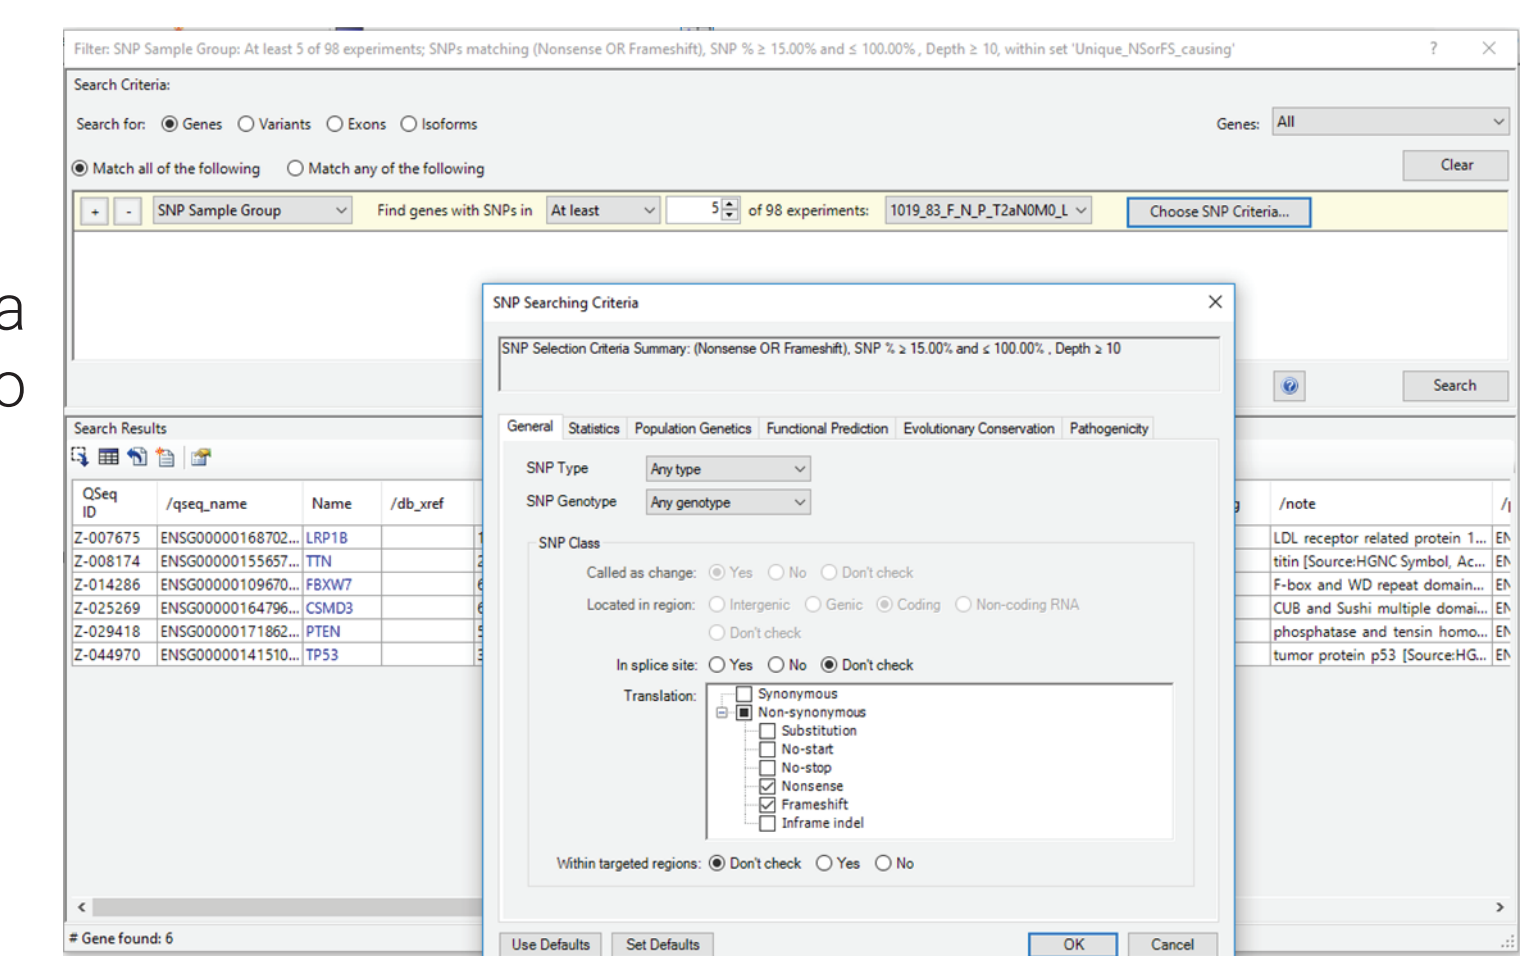 Filter: SNP Sample Group: At least 5 of 98 experiments; SNPs matching (Nonsense OR Frameshift), SNP % ≥ 15.00% and ≤ 100.00% , Depth ≥ 10, within set 'Unique_NSorFS_causing'
?
Search Criteria:
Search for: Genes Variants Exons Isoforms
Genes: All
Match all of the following Match any of the following
Clear
+ - SNP Sample Group Find genes with SNPs in At least 5 of 98 experiments: 1019_83_F_N_P_T2aN0M0_L Choose SNP Criteria...
a
o
SNP Searching Criteria
SNP Selection Criteria Summary: (Nonsense OR Frameshift), SNP % ≥ 15.00% and ≤ 100.00% , Depth ≥ 10
Search
Search Results
General Statistics Population Genetics Functional Prediction Evolutionary Conservation Pathogenicity
SNP Type Any type
SNP Genotype Any genotype
QSeq ID /qseq_name Name /db_xref /note
Z-007675 ENSG00000168702... LRP1B LDL receptor related protein 1... EN
Z-008174 ENSG00000155657... TTN titin [Source:HGNC Symbol, Ac... EN
Z-014286 ENSG00000109670... FBXW7 F-box and WD repeat domain... EN
Z-025269 ENSG00000164796... CSMD3 CUB and Sushi multiple domai... EN
Z-029418 ENSG00000171862... PTEN phosphatase and tensin homo... EN
Z-044970 ENSG00000141510... TP53 tumor protein p53 [Source:HG... EN
SNP Class
Called as change: Yes No Don't check
Located in region: Intergenic Genic Coding Non-coding RNA
Don't check
In splice site: Yes No Don't check
Translation: Synonymous
Non-synonymous
Substitution
No-start
No-stop
Nonsense
Frameshift
Inframe indel
Within targeted regions: Don't check Yes No
# Gene found: 6
Use Defaults Set Defaults OK Cancel